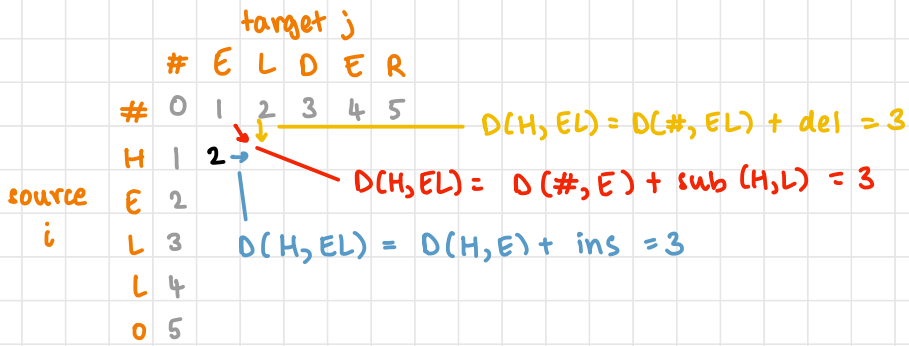 target j
# E L D E R
# 0 1 2 3 4 5
D(H, EL) = D(#, EL) + del = 3
H 1 2
D(H, EL) = D(#, E) + sub (H, L) = 3
source
i
E 2
L 3
D(H, EL) = D(H, E) + ins = 3
L 4
O 5